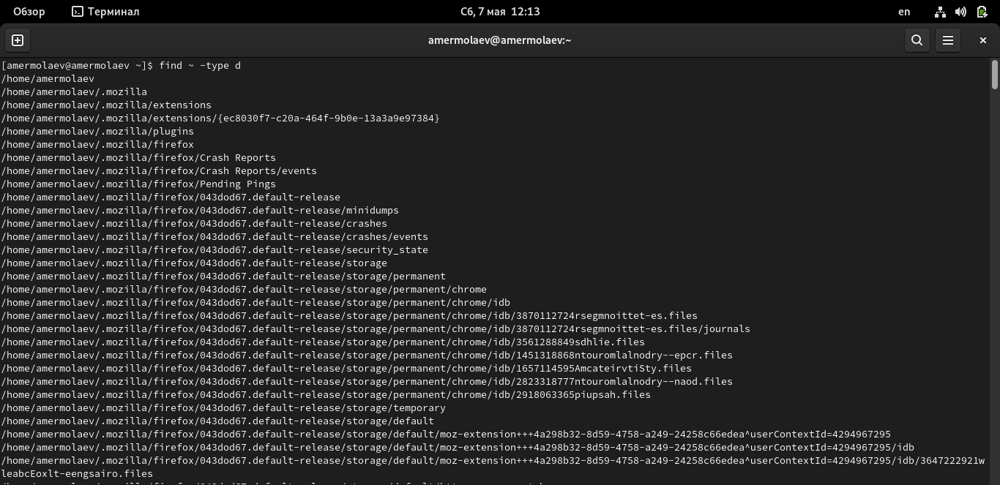 Обзор
Терминал
Сб, 7 мая 12:13
en
amermolaev@amermolaev:~
[amermolaev@amermolaev ~]$ find ~ -type d
/home/amermolaev
/home/amermolaev/.mozilla
/home/amermolaev/.mozilla/extensions
/home/amermolaev/.mozilla/extensions/{ec8030f7-c20a-464f-9b0e-13a3a9e97384}
/home/amermolaev/.mozilla/plugins
/home/amermolaev/.mozilla/firefox
/home/amermolaev/.mozilla/firefox/Crash Reports
/home/amermolaev/.mozilla/firefox/Crash Reports/events
/home/amermolaev/.mozilla/firefox/Pending Pings
/home/amermolaev/.mozilla/firefox/043dod67.default-release
/home/amermolaev/.mozilla/firefox/043dod67.default-release/minidumps
/home/amermolaev/.mozilla/firefox/043dod67.default-release/crashes
/home/amermolaev/.mozilla/firefox/043dod67.default-release/crashes/events
/home/amermolaev/.mozilla/firefox/043dod67.default-release/security_state
/home/amermolaev/.mozilla/firefox/043dod67.default-release/storage
/home/amermolaev/.mozilla/firefox/043dod67.default-release/storage/permanent
/home/amermolaev/.mozilla/firefox/043dod67.default-release/storage/permanent/chrome
/home/amermolaev/.mozilla/firefox/043dod67.default-release/storage/permanent/chrome/idb
/home/amermolaev/.mozilla/firefox/043dod67.default-release/storage/permanent/chrome/idb/3870112724rsegmnoittet-es.files
/home/amermolaev/.mozilla/firefox/043dod67.default-release/storage/permanent/chrome/idb/3870112724rsegmnoittet-es.files/journals
/home/amermolaev/.mozilla/firefox/043dod67.default-release/storage/permanent/chrome/idb/3561288849sdhlie.files
/home/amermolaev/.mozilla/firefox/043dod67.default-release/storage/permanent/chrome/idb/1451318868ntouromlalnodry--epcr.files
/home/amermolaev/.mozilla/firefox/043dod67.default-release/storage/permanent/chrome/idb/1657114595AmcateirvtiSty.files
/home/amermolaev/.mozilla/firefox/043dod67.default-release/storage/permanent/chrome/idb/2823318777ntouromlalnodry--naod.files
/home/amermolaev/.mozilla/firefox/043dod67.default-release/storage/permanent/chrome/idb/2918063365piupsah.files
/home/amermolaev/.mozilla/firefox/043dod67.default-release/storage/temporary
/home/amermolaev/.mozilla/firefox/043dod67.default-release/storage/default
/home/amermolaev/.mozilla/firefox/043dod67.default-release/storage/default/moz-extension+++4a298b32-8d59-4758-a249-24258c66edea^userContextId=4294967295
/home/amermolaev/.mozilla/firefox/043dod67.default-release/storage/default/moz-extension+++4a298b32-8d59-4758-a249-24258c66edea^userContextId=4294967295/idb
/home/amermolaev/.mozilla/firefox/043dod67.default-release/storage/default/moz-extension+++4a298b32-8d59-4758-a249-24258c66edea^userContextId=4294967295/idb/3647222921w
leabcEoxlt-eengsairo.files